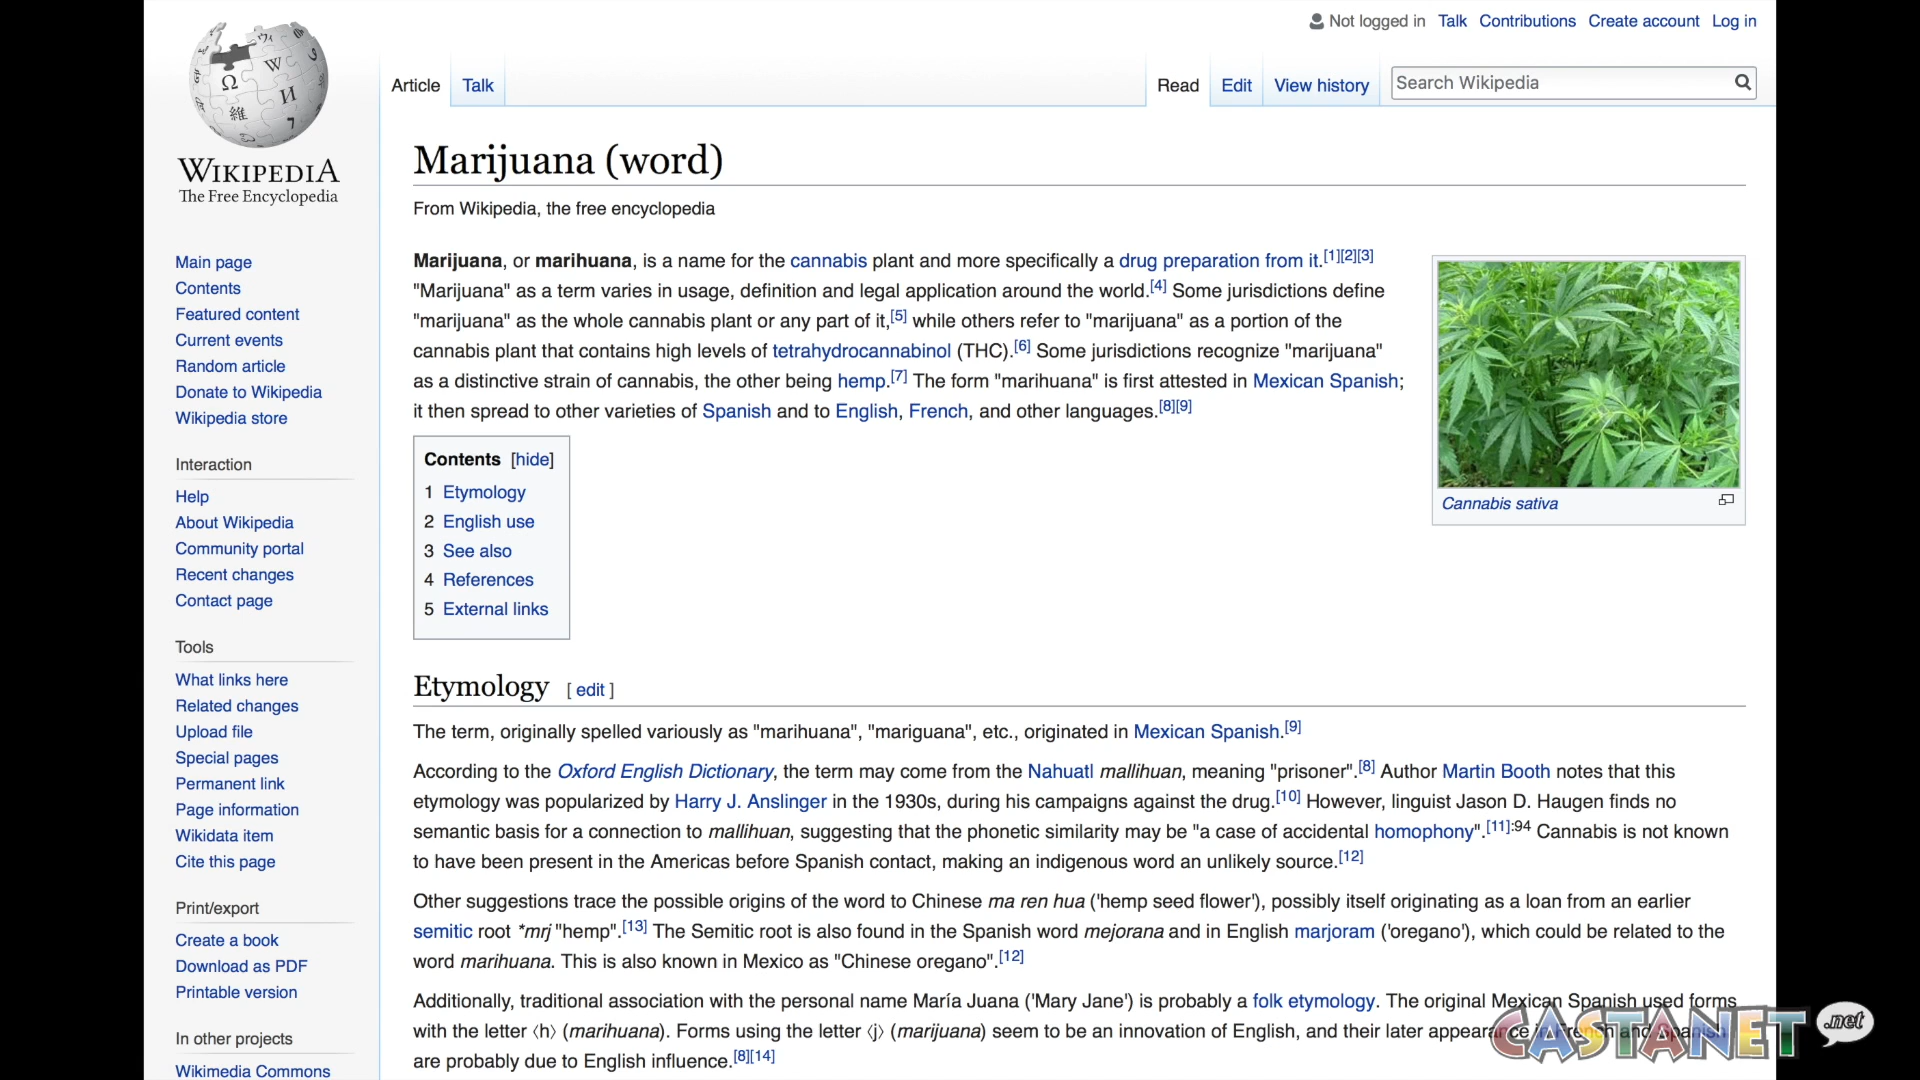 Not logged in Talk Contributions Create account Log in
Article Talk Read Edit View history Search Wikipedia
WIKIPEDIA
The Free Encyclopedia
Main page
Contents
Featured content
Current events
Random article
Donate to Wikipedia
Wikipedia store
Interaction
Help
About Wikipedia
Community portal
Recent changes
Contact page
Tools
What links here
Related changes
Upload file
Special pages
Permanent link
Page information
Wikidata item
Cite this page
Print/export
Create a book
Download as PDF
Printable version
In other projects
Wikimedia Commons
Marijuana (word)
From Wikipedia, the free encyclopedia
Marijuana, or marihuana, is a name for the cannabis plant and more specifically a drug preparation from it.[1][2][3]
"Marijuana" as a term varies in usage, definition and legal application around the world.[4] Some jurisdictions define
"marijuana" as the whole cannabis plant or any part of it,[5] while others refer to "marijuana" as a portion of the
cannabis plant that contains high levels of tetrahydrocannabinol (THC).[6] Some jurisdictions recognize "marijuana"
as a distinctive strain of cannabis, the other being hemp.[7] The form "marihuana" is first attested in Mexican Spanish;
it then spread to other varieties of Spanish and to English, French, and other languages.[8][9]
Cannabis sativa
Contents [hide]
1 Etymology
2 English use
3 See also
4 References
5 External links
Etymology [ edit ]
The term, originally spelled variously as "marihuana", "mariguana", etc., originated in Mexican Spanish.[9]
According to the Oxford English Dictionary, the term may come from the Nahuatl mallihuan, meaning "prisoner".[8] Author Martin Booth notes that this
etymology was popularized by Harry J. Anslinger in the 1930s, during his campaigns against the drug.[10] However, linguist Jason D. Haugen finds no
semantic basis for a connection to mallihuan, suggesting that the phonetic similarity may be "a case of accidental homophony".[11]:94 Cannabis is not known
to have been present in the Americas before Spanish contact, making an indigenous word an unlikely source.[12]
Other suggestions trace the possible origins of the word to Chinese ma ren hua ('hemp seed flower'), possibly itself originating as a loan from an earlier
semitic root *mrj "hemp".[13] The Semitic root is also found in the Spanish word mejorana and in English marjoram ('oregano'), which could be related to the
word marihuana. This is also known in Mexico as "Chinese oregano".[12]
Additionally, traditional association with the personal name María Juana ('Mary Jane') is probably a folk etymology. The original Mexican Spanish used forms
with the letter ⟨h⟩ (marihuana). Forms using the letter ⟨j⟩ (marijuana) seem to be an innovation of English, and their later appearance in French and Spanish
are probably due to English influence.[8][14]
CASTANET .net